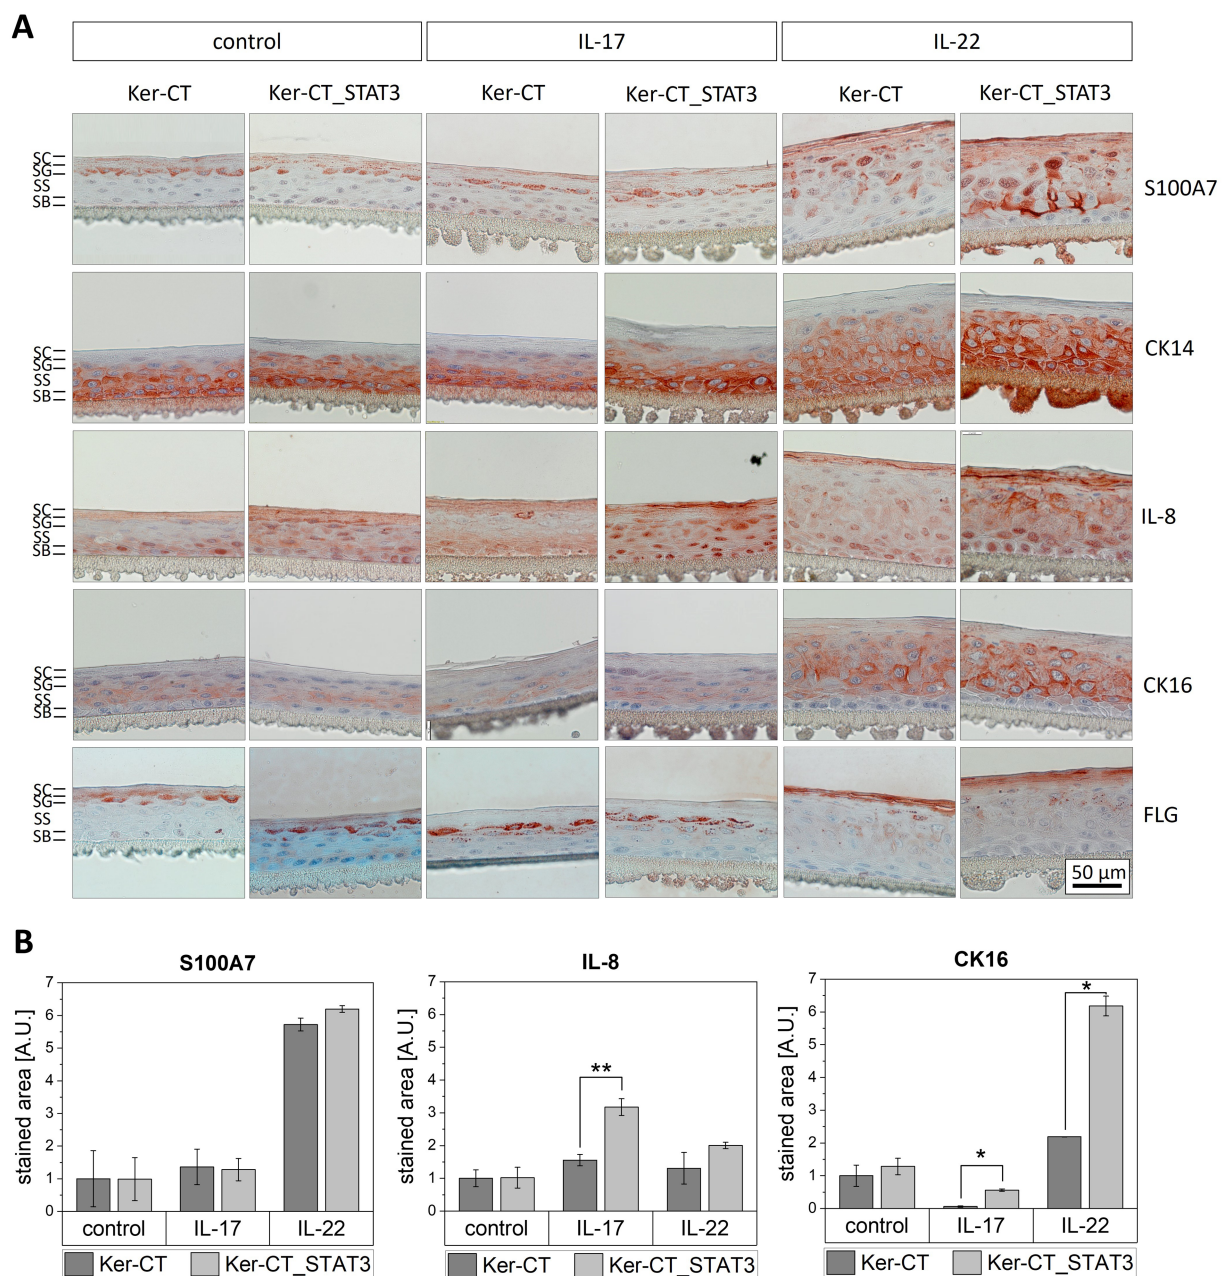 A
control IL-17 IL-22
Ker-CT Ker-CT_STAT3 Ker-CT Ker-CT_STAT3 Ker-CT Ker-CT_STAT3
SC
SG
SS
SB
S100A7
SC
SG
SS
SB
CK14
SC
SG
SS
SB
IL-8
SC
SG
SS
SB
CK16
SC
SG
SS
SB
FLG
50 µm
B
S100A7
stained area [A.U.]
7
6
5
4
3
2
1
0
control IL-17 IL-22
Ker-CT Ker-CT_STAT3
IL-8
stained area [A.U.]
7
6
5
4
3
2
1
0
**
control IL-17 IL-22
Ker-CT Ker-CT_STAT3
CK16
stained area [A.U.]
7
6
5
4
3
2
1
0
*
*
control IL-17 IL-22
Ker-CT Ker-CT_STAT3